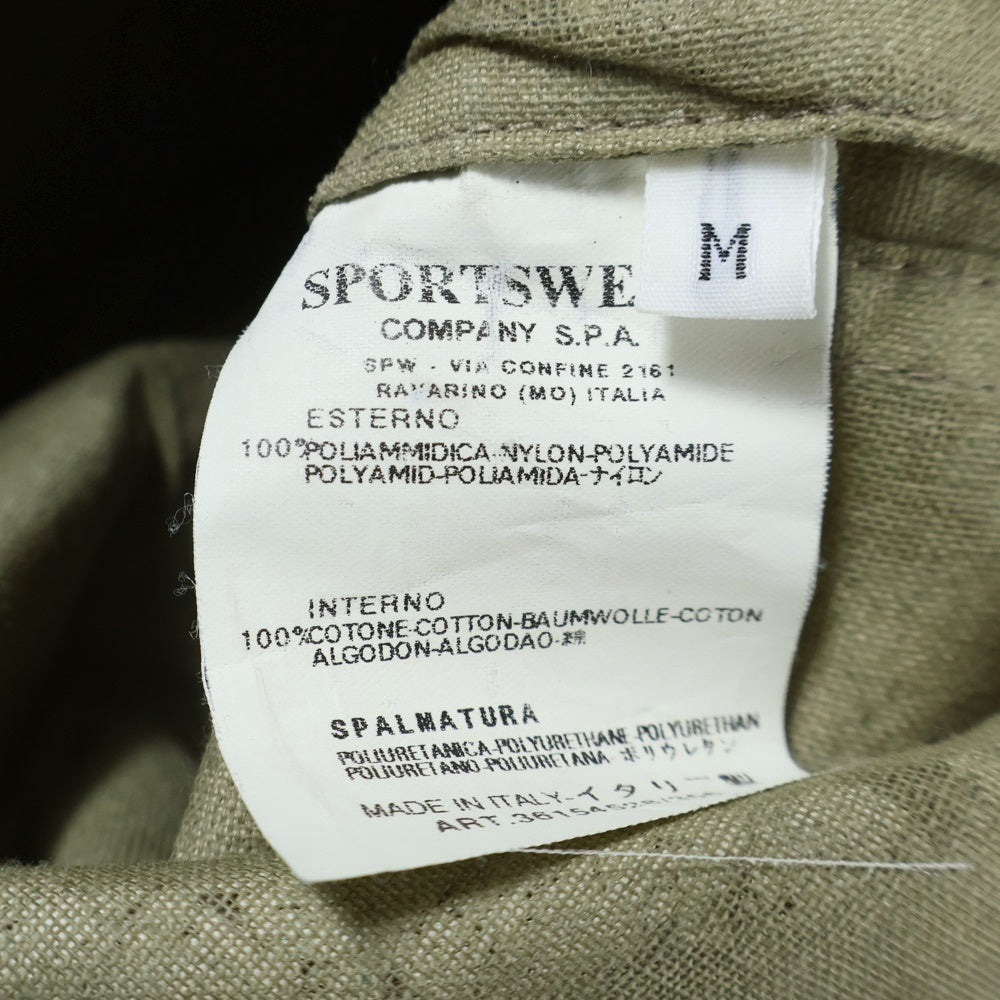 M
SPORTSWE
COMPANY S.P.A.
SPW - VIA CONFINE 2161
RAVARINO (MO) ITALIA
ESTERNO
100%POLIAMMIDICA-NYLON-POLYAMIDE
POLYAMID-POLIAMIDA-ナイロン
INTERNO
100%COTONE-COTTON-BAUMWOLLE-COTON
ALGODON-ALGODAO-綿
SPALMATURA
POLIURETANICA-POLYURETHANE-POLYURETHAN
POLIURETANO-POLIURETANA ポリウレタン
MADE IN ITALY-イタリー
ART.